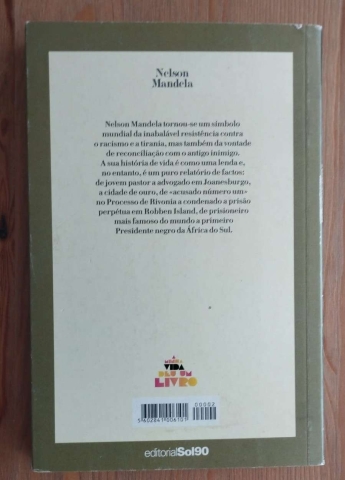 Nelson
Mandela
Nelson Mandela tornou-se um símbolo
mundial da inabalável resistência contra
o racismo e a tirania, mas também da vontade
de reconciliação com o antigo inimigo.
A sua história de vida é como uma lenda e,
no entanto, é um puro relatório de factos:
de jovem pastor a advogado em Joanesburgo,
a cidade de ouro, de «acusado número um»
no Processo de Rivonia a condenado a prisão
perpétua em Robben Island, de prisioneiro
mais famoso do mundo a primeiro
Presidente negro da África do Sul.
A
MINHA
VIDA
DEU UM
LIVRO
00002
editorialSol90